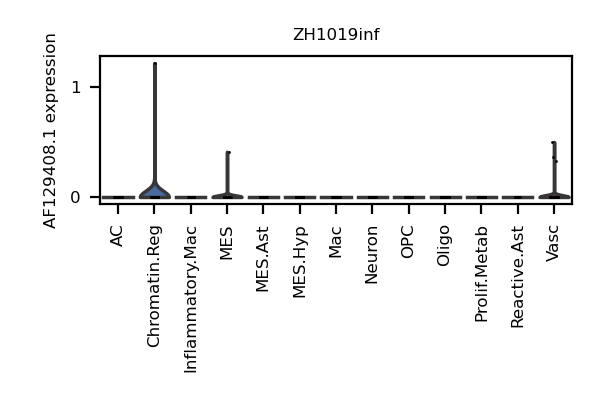 ZH1019inf
AF129408.1 expression
1
0
AC
Chromatin.Reg
Inflammatory.Mac
MES
MES.Ast
MES.Hyp
Mac
Neuron
OPC
Oligo
Prolif.Metab
Reactive.Ast
Vasc